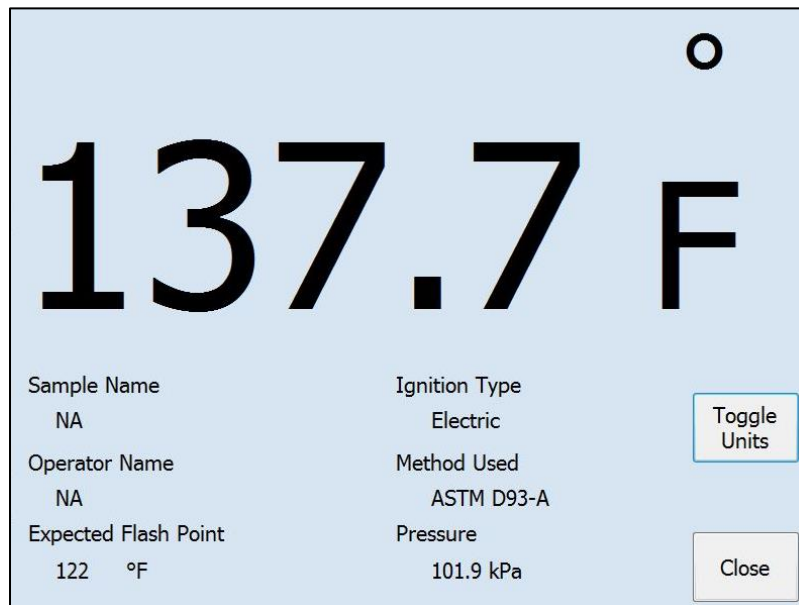 137.7 °F
Sample Name
NA
Operator Name
NA
Expected Flash Point
122 °F
Ignition Type
Electric
Method Used
ASTM D93-A
Pressure
101.9 kPa
Toggle
Units
Close